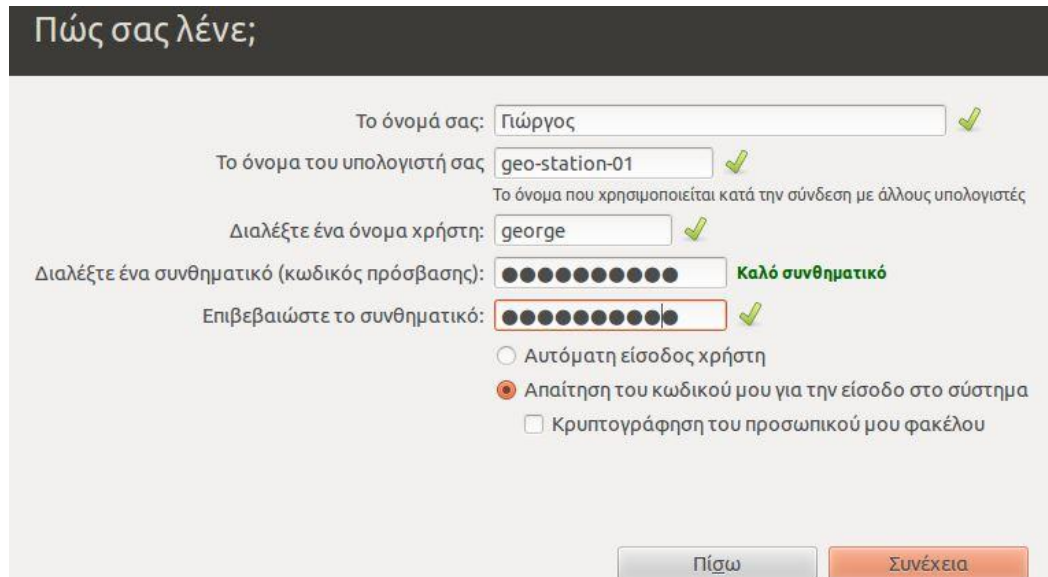 Πώς σας λένε;
Το όνομά σας: Γιώργος
Το όνομα του υπολογιστή σας geo-station-01
Το όνομα που χρησιμοποιείται κατά την σύνδεση με άλλους υπολογιστές
Διαλέξτε ένα όνομα χρήστη: george
Διαλέξτε ένα συνθηματικό (κωδικός πρόσβασης): ●●●●●●●●●● Καλό συνθηματικό
Επιβεβαιώστε το συνθηματικό: ●●●●●●●●●●
Αυτόματη είσοδος χρήστη
Απαίτηση του κωδικού μου για την είσοδο στο σύστημα
Κρυπτογράφηση του προσωπικού μου φακέλου
Πίσω Συνέχεια